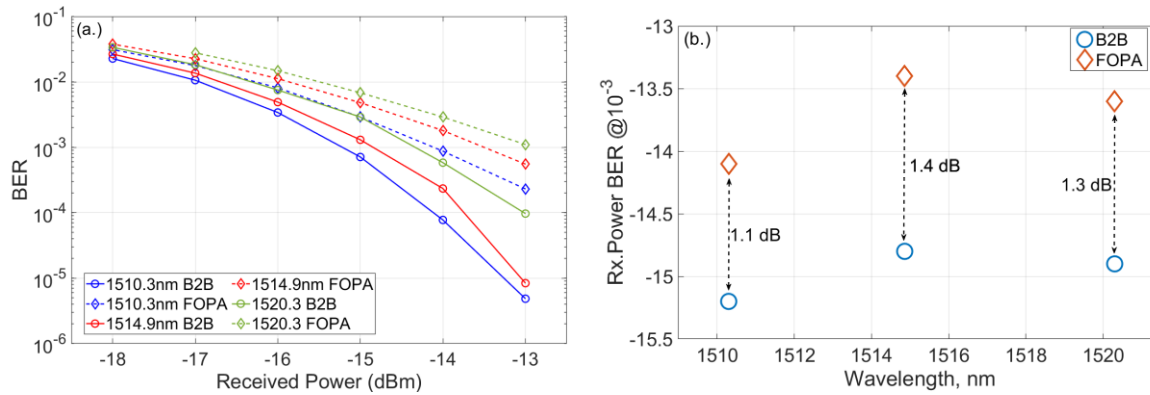 (a.)
BER
10^-1
10^-2
10^-3
10^-4
10^-5
10^-6
1510.3nm B2B
1510.3nm FOPA
1514.9nm B2B
1514.9nm FOPA
1520.3 B2B
1520.3 FOPA
-18 -17 -16 -15 -14 -13
Received Power (dBm)
(b.)
B2B
FOPA
Rx.Power BER @10^-3
-13
-13.5
-14
-14.5
-15
-15.5
1.1 dB
1.4 dB
1.3 dB
1510 1512 1514 1516 1518 1520
Wavelength, nm